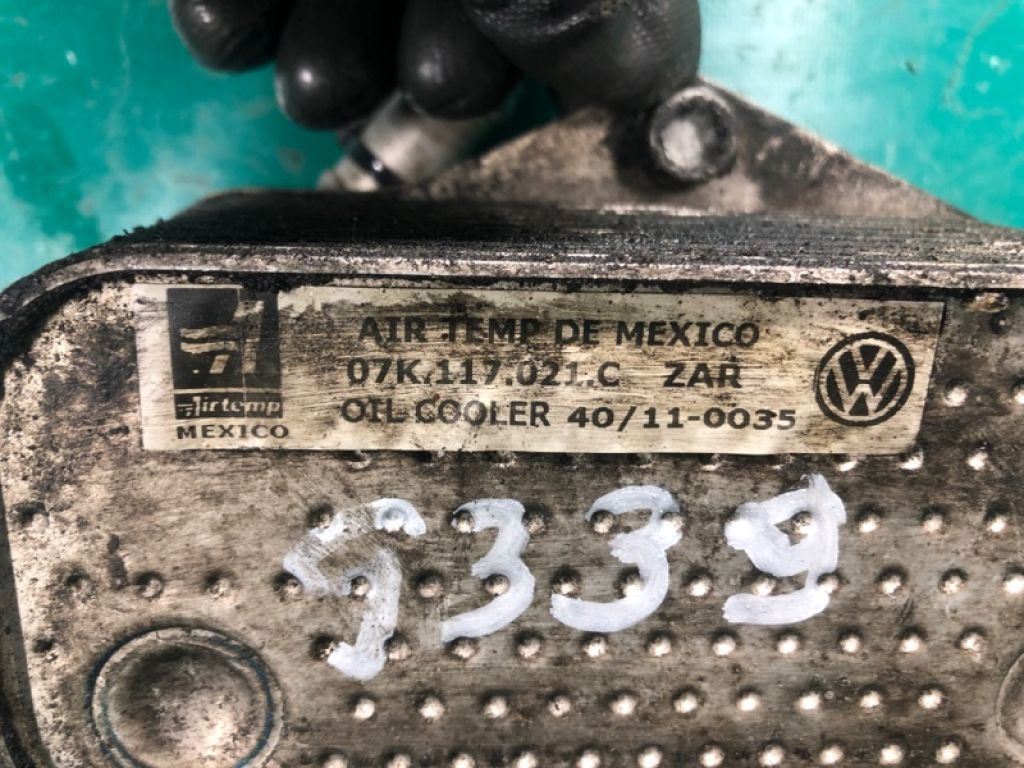 AIR TEMP DE MEXICO
07K.117.021.C ZAR
OIL COOLER 40/11-0035
Airtemp
MEXICO
9339